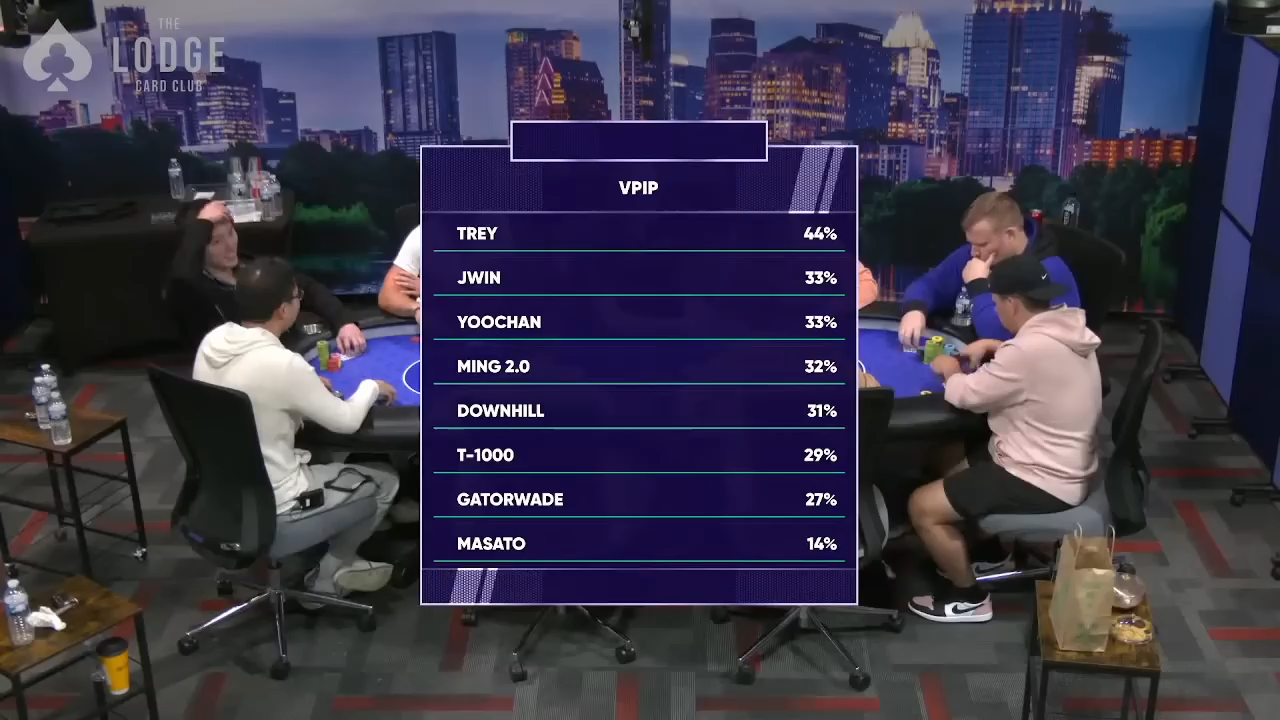 THE
LODGE
CARD CLUB
VPIP
TREY 44%
JWIN 33%
YOOCHAN 33%
MING 2.0 32%
DOWNHILL 31%
T-1000 29%
GATORWADE 27%
MASATO 14%